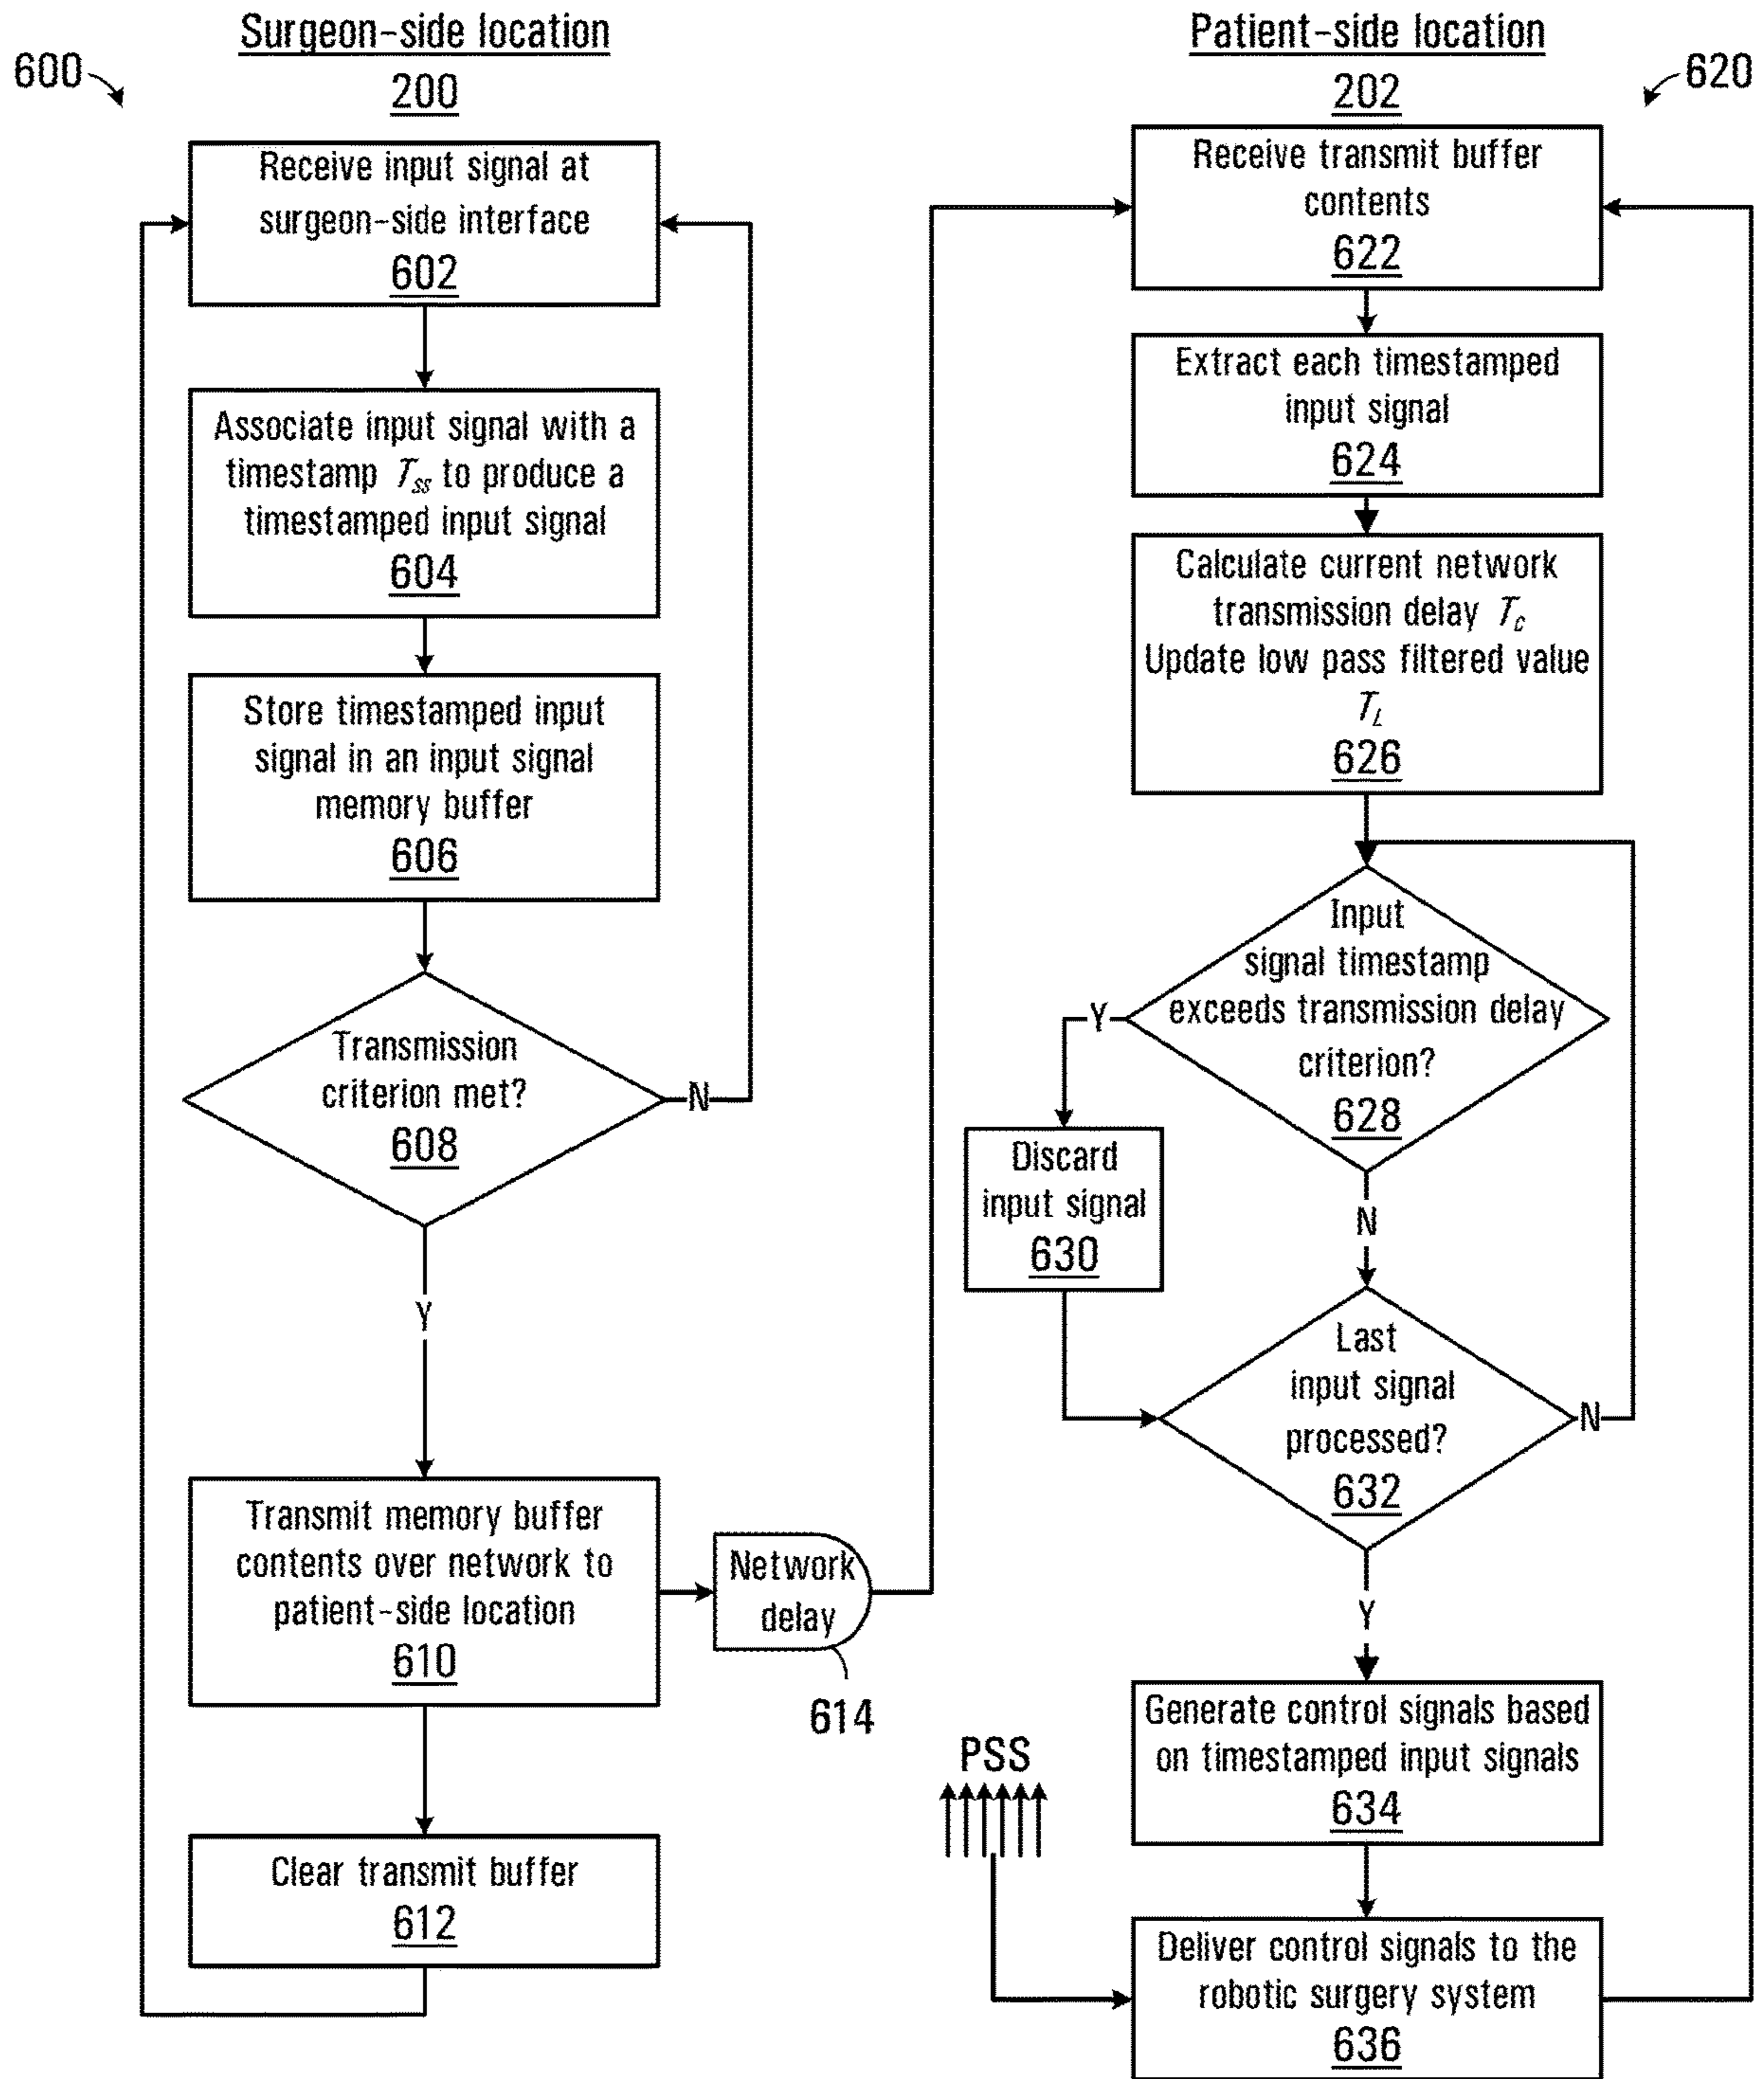 Surgeon-side location
200
600
Receive input signal at
surgeon-side interface
602
Associate input signal with a
timestamp Tss to produce a
timestamped input signal
604
Store timestamped input
signal in an input signal
memory buffer
606
Transmission
criterion met?
608
N
Y
Transmit memory buffer
contents over network to
patient-side location
610
Network
delay
614
Clear transmit buffer
612
Patient-side location
202
620
Receive transmit buffer
contents
622
Extract each timestamped
input signal
624
Calculate current network
transmission delay Tc
Update low pass filtered value
TL
626
Input
signal timestamp
exceeds transmission delay
criterion?
628
Y
Discard
input signal
630
N
Last
input signal
processed?
632
N
Y
Generate control signals based
on timestamped input signals
634
PSS
Deliver control signals to the
robotic surgery system
636